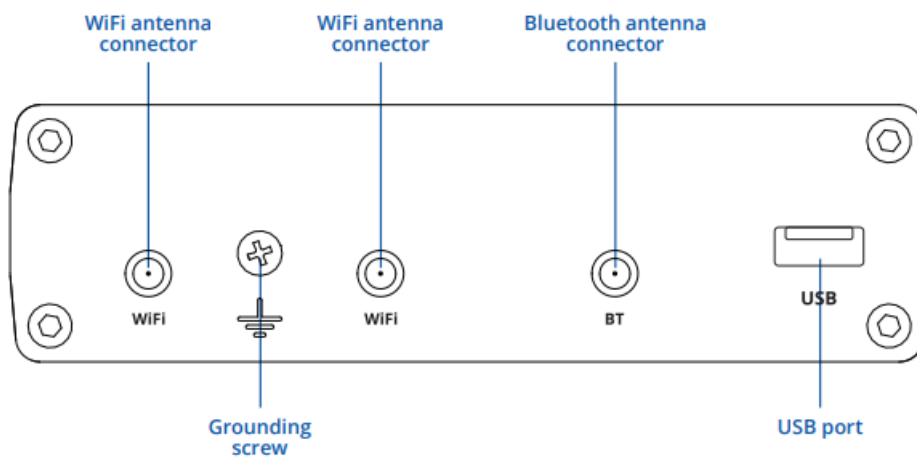 WiFi antenna
connector
WiFi antenna
connector
Bluetooth antenna
connector
WiFi
WiFi
BT
USB
Grounding
screw
USB port